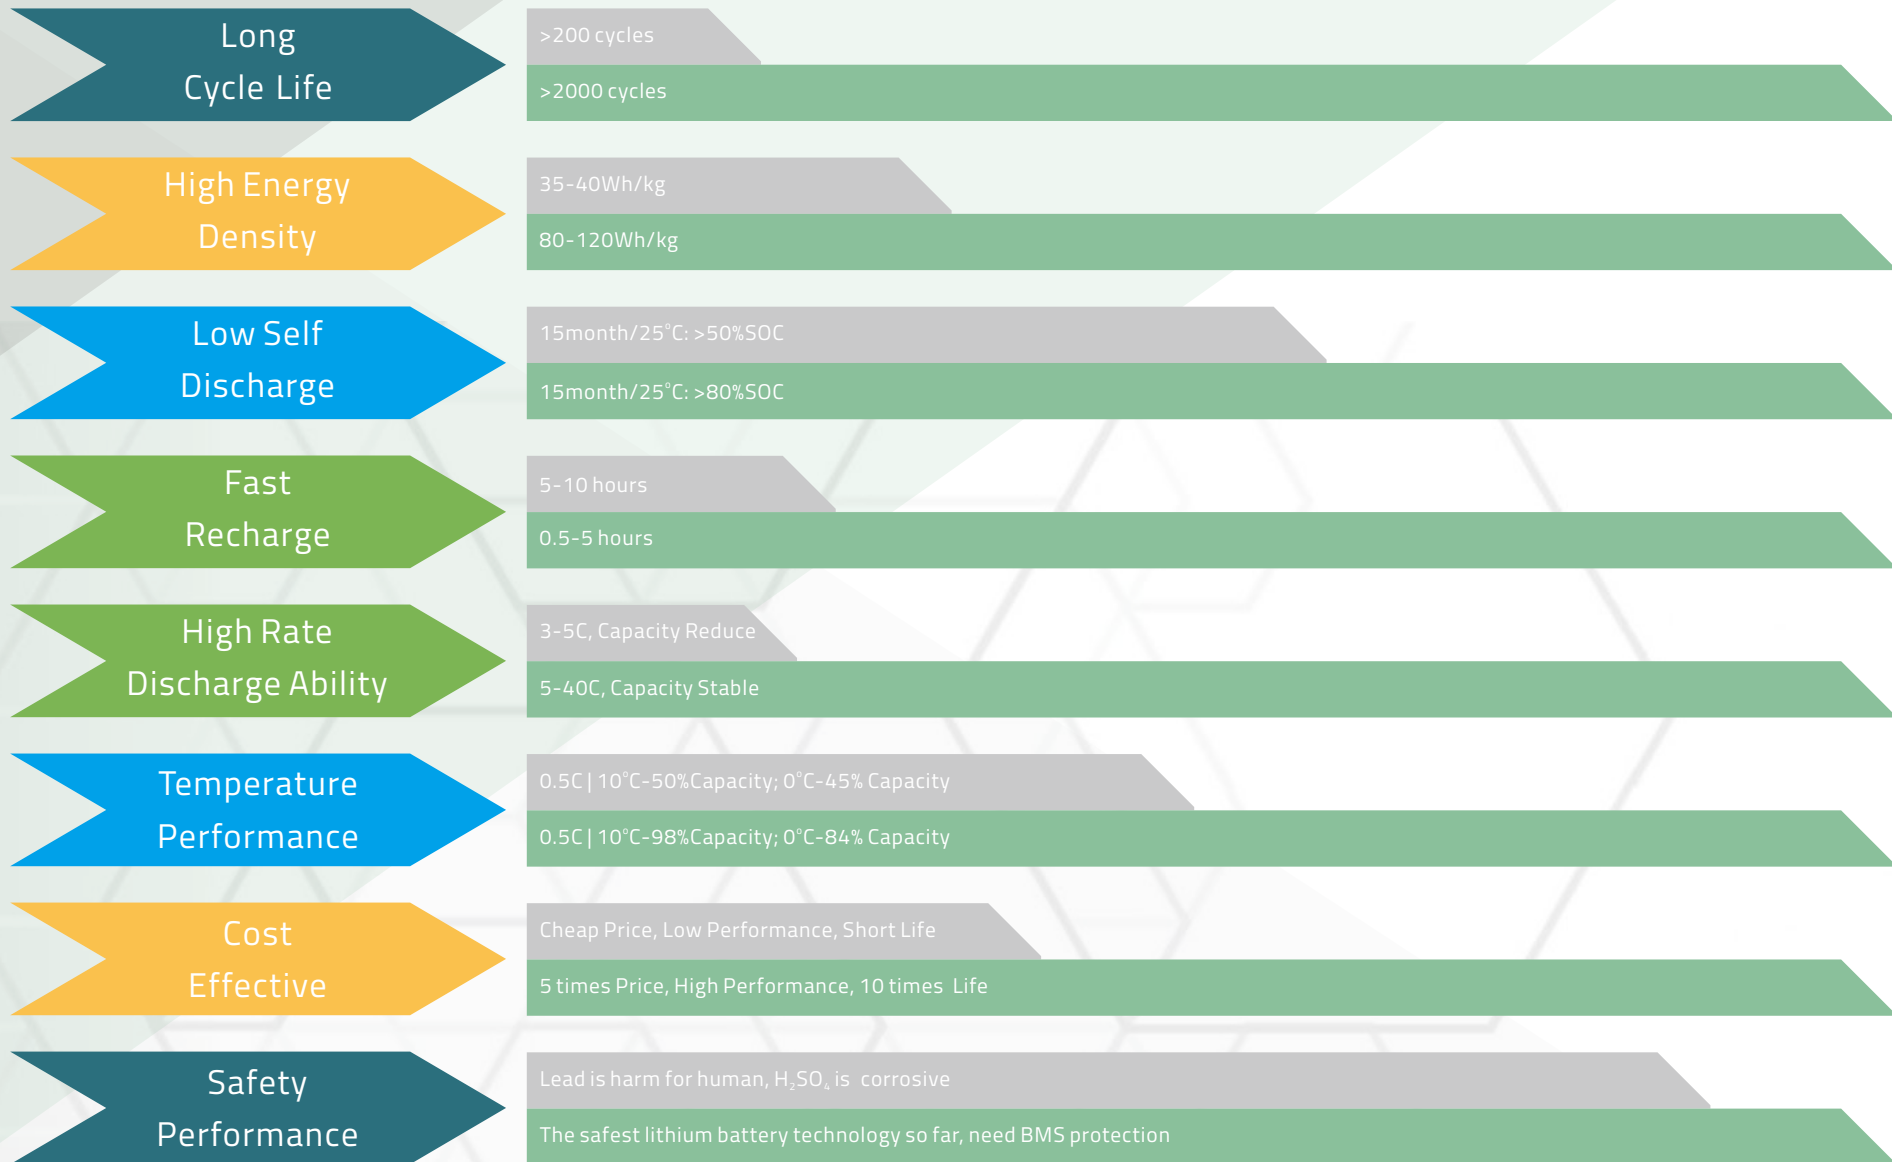 Long
Cycle Life
>200 cycles
>2000 cycles
High Energy
Density
35-40Wh/kg
80-120Wh/kg
Low Self
Discharge
15month/25°C: >50%SOC
15month/25°C: >80%SOC
Fast
Recharge
5-10 hours
0.5-5 hours
High Rate
Discharge Ability
3-5C, Capacity Reduce
5-40C, Capacity Stable
Temperature
Performance
0.5C | 10°C-50%Capacity; 0°C-45% Capacity
0.5C | 10°C-98%Capacity; 0°C-84% Capacity
Cost
Effective
Cheap Price, Low Performance, Short Life
5 times Price, High Performance, 10 times Life
Safety
Performance
Lead is harm for human, H₂SO₄ is corrosive
The safest lithium battery technology so far, need BMS protection